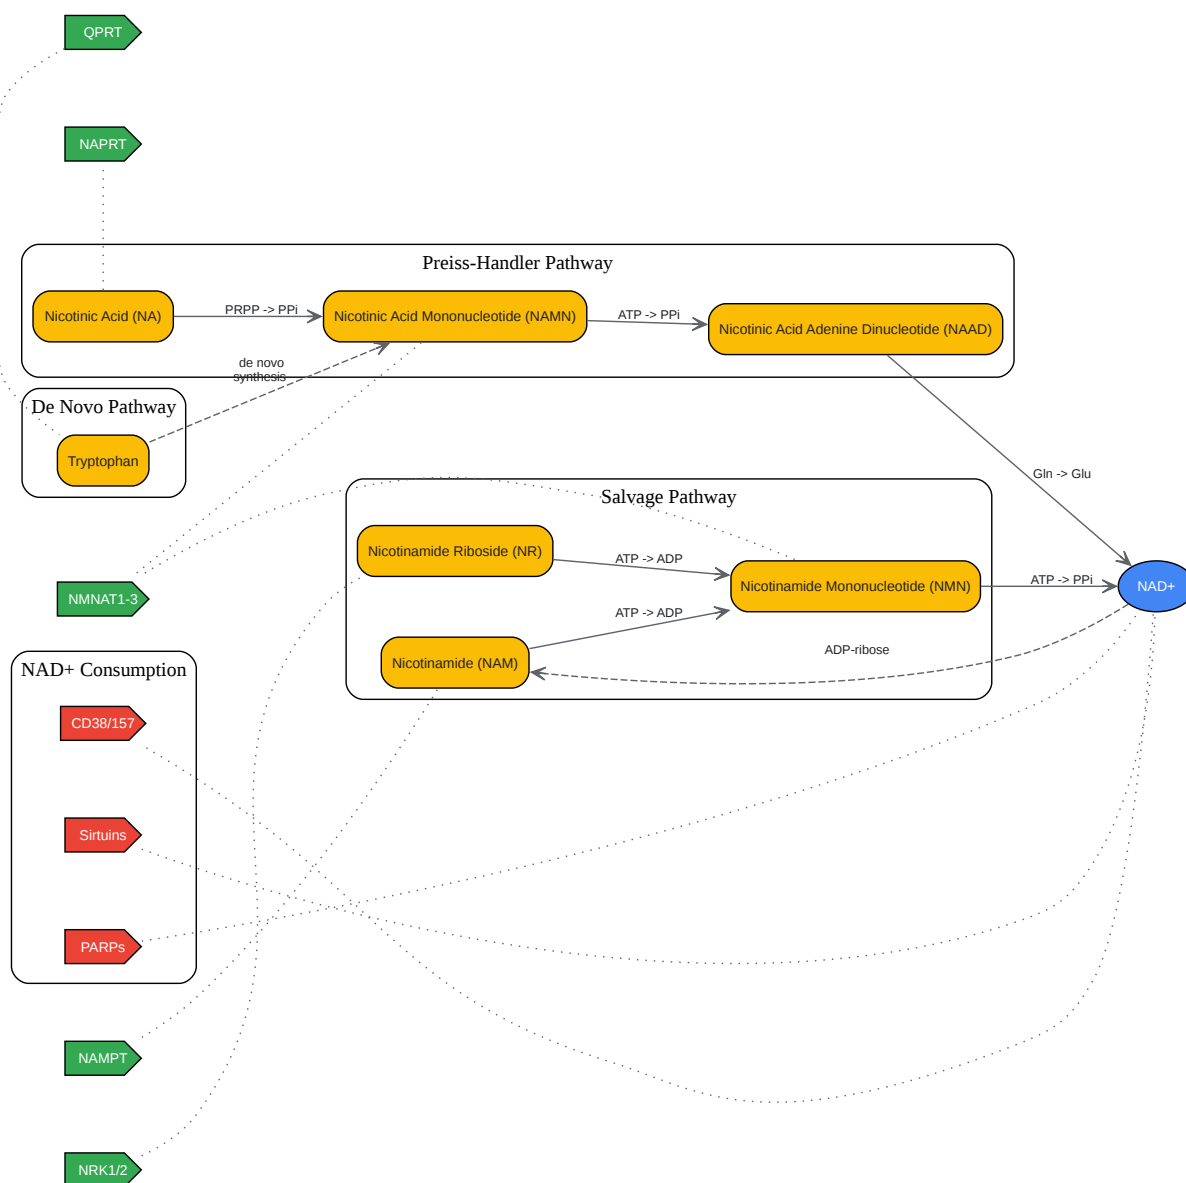 QPRT
NAPRT
Preiss-Handler Pathway
Nicotinic Acid (NA)
PRPP -> PPi
Nicotinic Acid Mononucleotide (NAMN)
ATP -> PPi
Nicotinic Acid Adenine Dinucleotide (NAAD)
de novo
synthesis
De Novo Pathway
Tryptophan
Gln -> Glu
Salvage Pathway
Nicotinamide Riboside (NR)
ATP -> ADP
Nicotinamide Mononucleotide (NMN)
ATP -> PPi
NAD+
NMNAT1-3
ATP -> ADP
Nicotinamide (NAM)
ADP-ribose
NAD+ Consumption
CD38/157
Sirtuins
PARPs
NAMPT
NRK1/2